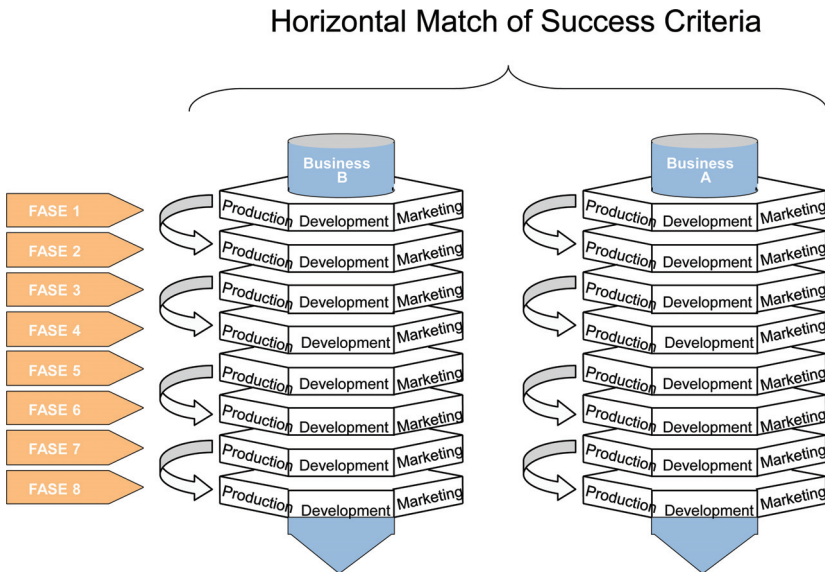 Horizontal Match of Success Criteria
Business
B
Business
A
FASE 1
Production Development Marketing
Production Development Marketing
FASE 2
Production Development Marketing
Production Development Marketing
FASE 3
Production Development Marketing
Production Development Marketing
FASE 4
Production Development Marketing
Production Development Marketing
FASE 5
Production Development Marketing
Production Development Marketing
FASE 6
Production Development Marketing
Production Development Marketing
FASE 7
Production Development Marketing
Production Development Marketing
FASE 8
Production Development Marketing
Production Development Marketing